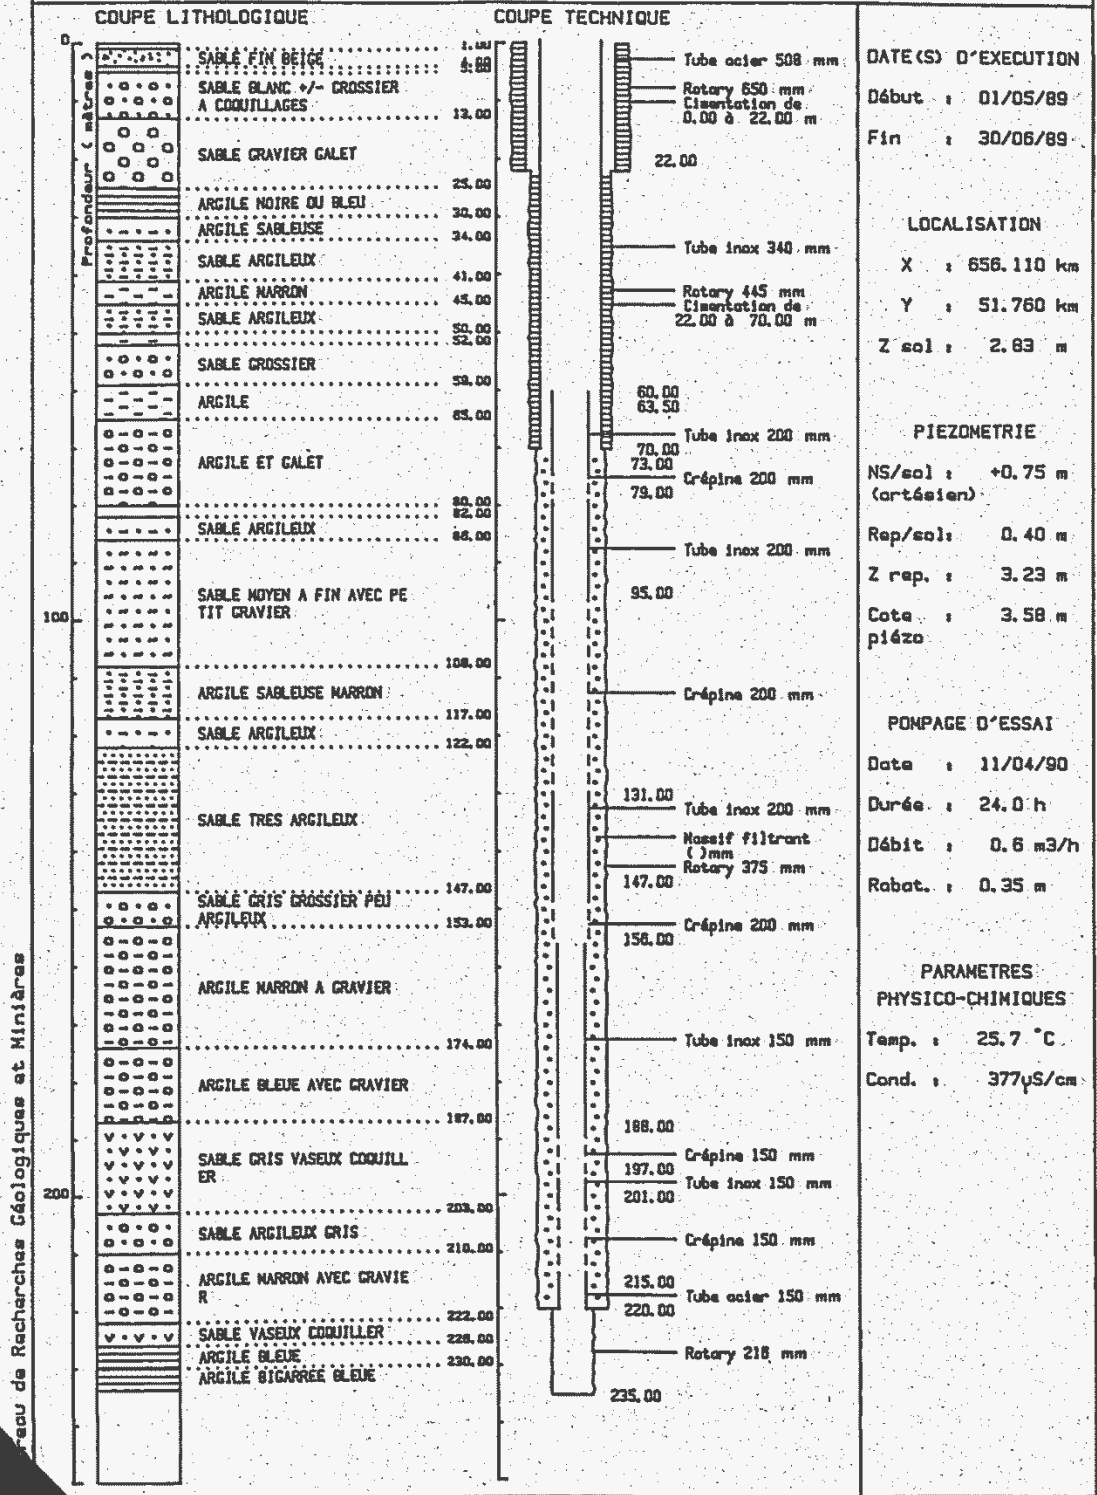 COUPE LITHOLOGIQUE
0
Profondeur ( mètres )
100
200
1.00
SABLE FIN BEIGE
4.00
5.00
SABLE BLANC +/- CROSSIER
A COQUILLAGES
13.00
SABLE GRAVIER GALET
25.00
ARGILE NOIRE OU BLEU
30.00
ARGILE SABLEUSE
34.00
SABLE ARGILEUX
41.00
ARGILE MARRON
45.00
SABLE ARGILEUX
50.00
52.00
SABLE GROSSIER
59.00
ARGILE
65.00
ARGILE ET GALET
80.00
82.00
SABLE ARGILEUX
86.00
SABLE MOYEN A FIN AVEC PE
TIT GRAVIER
108.00
ARGILE SABLEUSE MARRON
117.00
SABLE ARGILEUX
122.00
SABLE TRES ARGILEUX
147.00
SABLE GRIS GROSSIER PEU
ARGILEUX
153.00
ARGILE MARRON A GRAVIER
174.00
ARGILE BLEUE AVEC GRAVIER
187.00
SABLE GRIS VASEUX COQUILL
ER
203.00
SABLE ARGILEUX GRIS
210.00
ARGILE MARRON AVEC GRAVIE
R
222.00
SABLE VASEUX COQUILLER
226.00
ARGILE BLEUE
230.00
ARGILE BIGARREE BLEUE
COUPE TECHNIQUE
Tube acier 508 mm
Rotary 650 mm
Cimentation de
0.00 à 22.00 m
22.00
Tube inox 340 mm
Rotary 445 mm
Cimentation de
22.00 à 70.00 m
60.00
63.50
Tube inox 200 mm
70.00
73.00
Crépine 200 mm
79.00
Tube inox 200 mm
95.00
Crépine 200 mm
131.00
Tube inox 200 mm
Massif filtrant
( )mm
Rotary 375 mm
147.00
Crépine 200 mm
156.00
Tube inox 150 mm
188.00
Crépine 150 mm
197.00
Tube inox 150 mm
201.00
Crépine 150 mm
215.00
Tube acier 150 mm
220.00
Rotary 216 mm
235.00
DATE(S) D'EXECUTION
Début : 01/05/89
Fin : 30/06/89
LOCALISATION
X : 656.110 km
Y : 51.760 km
Z sol : 2.83 m
PIEZOMETRIE
NS/sol : +0.75 m
(artésien)
Rep/sol: 0.40 m
Z rep. : 3.23 m
Cote : 3.58 m
piézo
POMPAGE D'ESSAI
Date : 11/04/90
Durée : 24.0 h
Débit : 0.6 m3/h
Rabat. : 0.35 m
PARAMETRES
PHYSICO-CHIMIQUES
Temp. : 25.7 °C
Cond. : 377µS/cm
reau de Recherches Géologiques et Minières